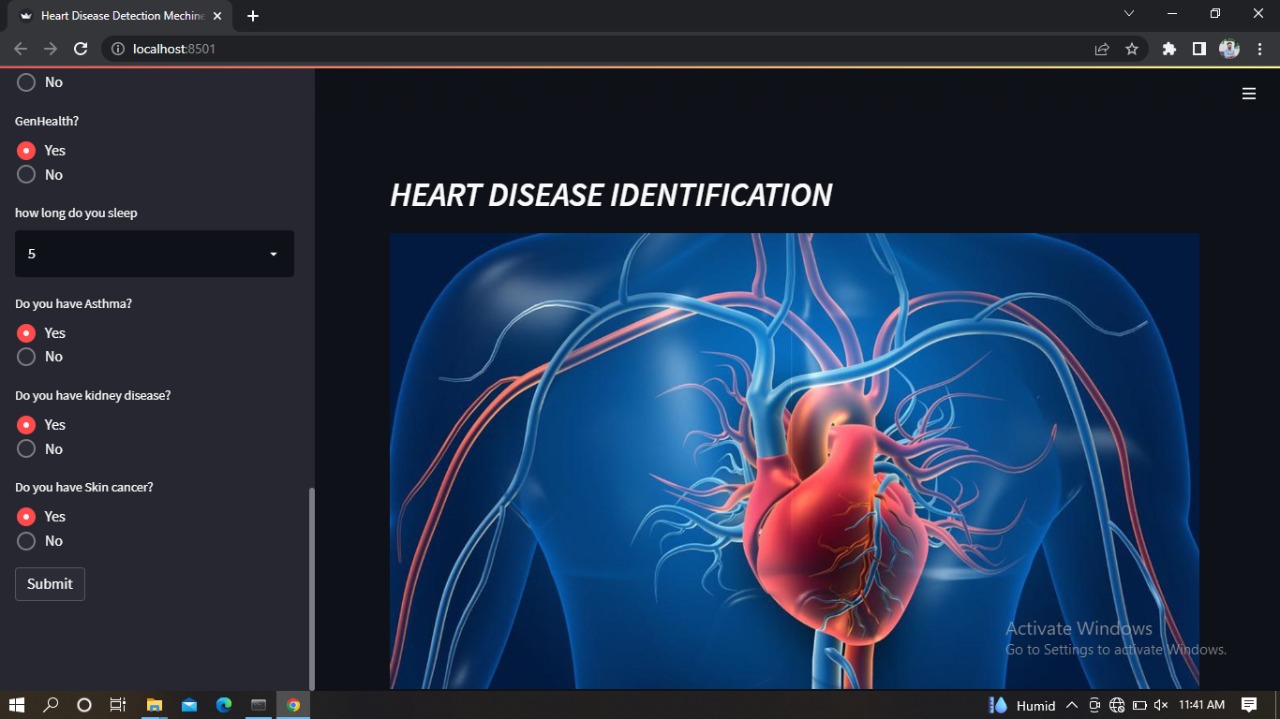 Heart Disease Detection Mechine
localhost:8501
No
GenHealth?
Yes
No
how long do you sleep
5
Do you have Asthma?
Yes
No
Do you have kidney disease?
Yes
No
Do you have Skin cancer?
Yes
No
Submit
HEART DISEASE IDENTIFICATION
Activate Windows
Go to Settings to activate Windows.
Humid
11:41 AM